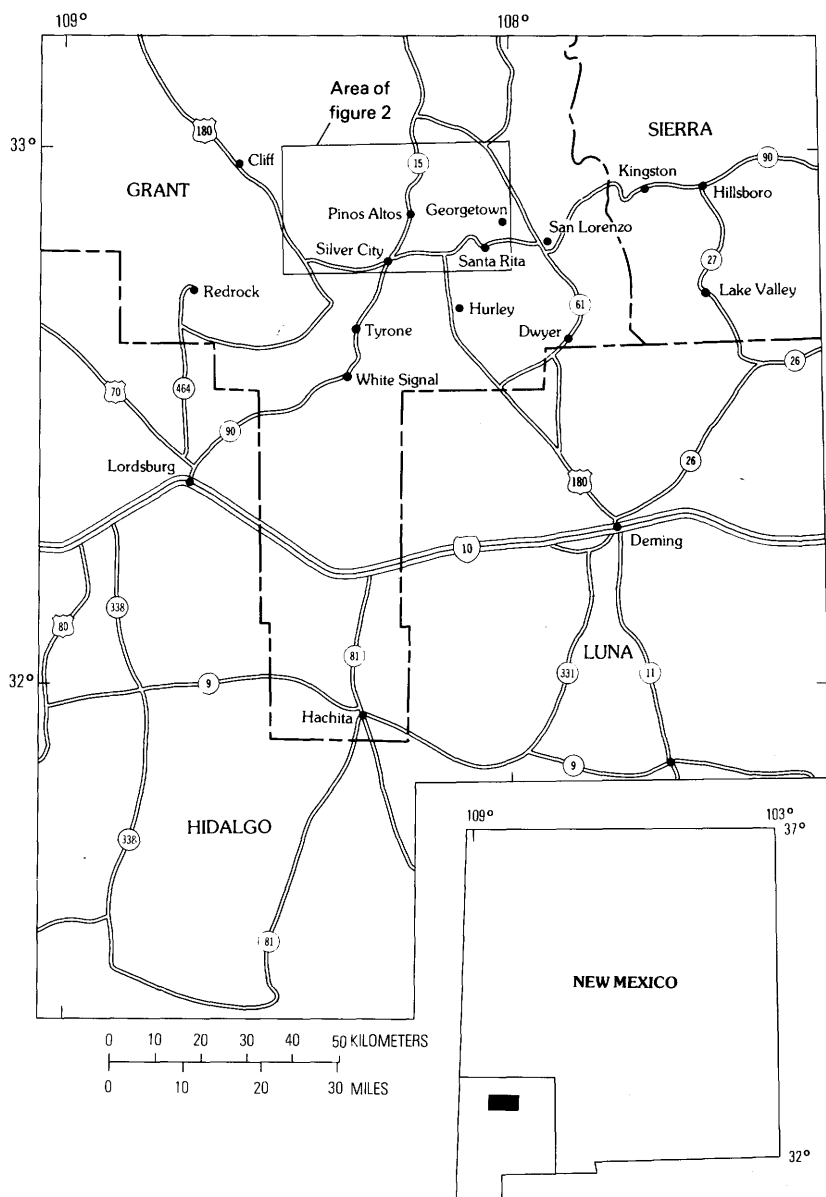 109°
108°
Area of
figure 2
180
33°
SIERRA
Cliff
15
90
GRANT
Kingston
Hillsboro
Pinos Altos
Georgetown
San Lorenzo
Silver City
Santa Rita
27
Redrock
Hurley
61
Lake Valley
Tyrone
Dwyer
26
70
464
White Signal
90
26
Lordsburg
180
10
Deming
338
80
81
LUNA
331
11
9
32°
Hachita
9
HIDALGO
109°
103°
37°
338
81
NEW MEXICO
0 10 20 30 40 50 KILOMETERS
0 10 20 30 MILES
32°